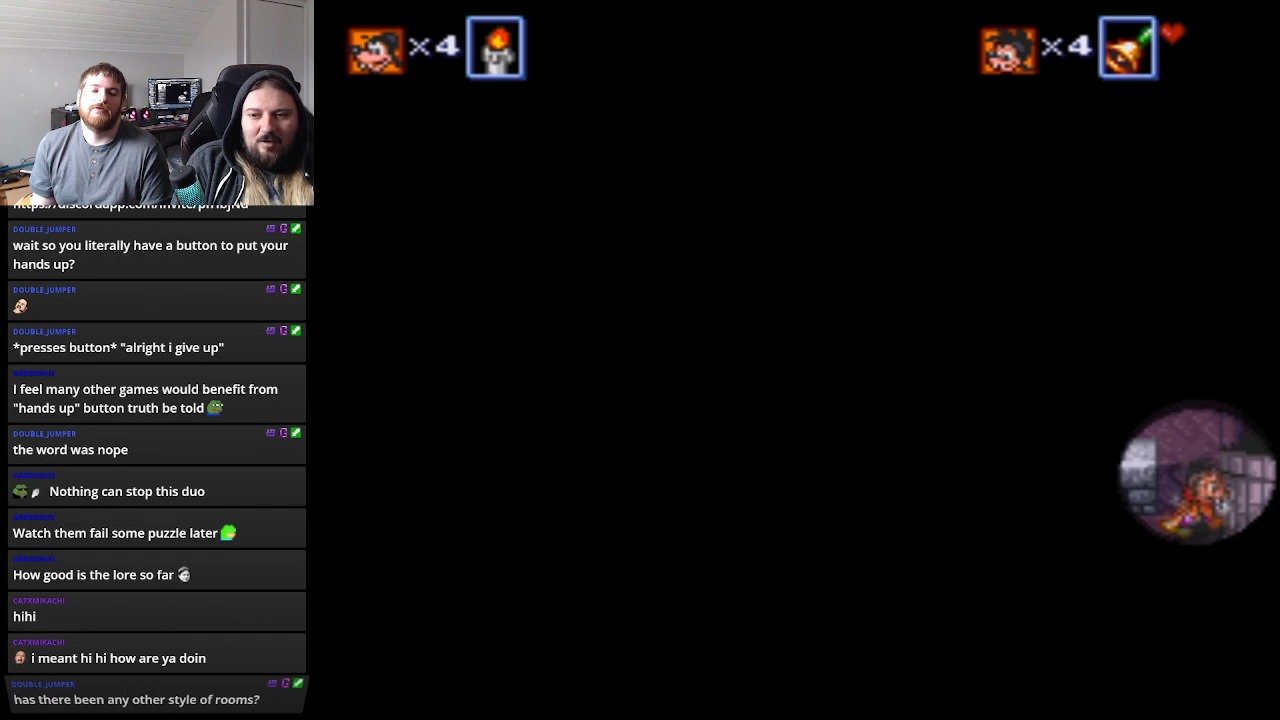 ×4
×4
DOUBLE_JUMPER
wait so you literally have a button to put your
hands up?
DOUBLE_JUMPER
DOUBLE_JUMPER
*presses button* "alright i give up"
I feel many other games would benefit from
"hands up" button truth be told
DOUBLE_JUMPER
the word was nope
Nothing can stop this duo
Watch them fail some puzzle later
How good is the lore so far
CATXMIKACHI
hihi
CATXMIKACHI
i meant hi hi how are ya doin
DOUBLE_JUMPER
has there been any other style of rooms?